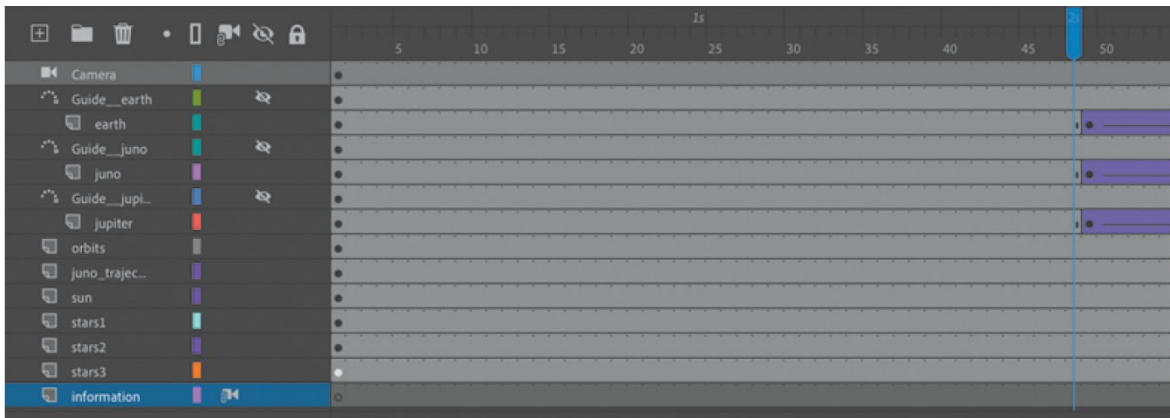 1s 2s
5 10 15 20 25 30 35 40 45 50
Camera
Guide__earth
earth
Guide__juno
juno
Guide__jupi...
jupiter
orbits
juno_trajec...
sun
stars1
stars2
stars3
information